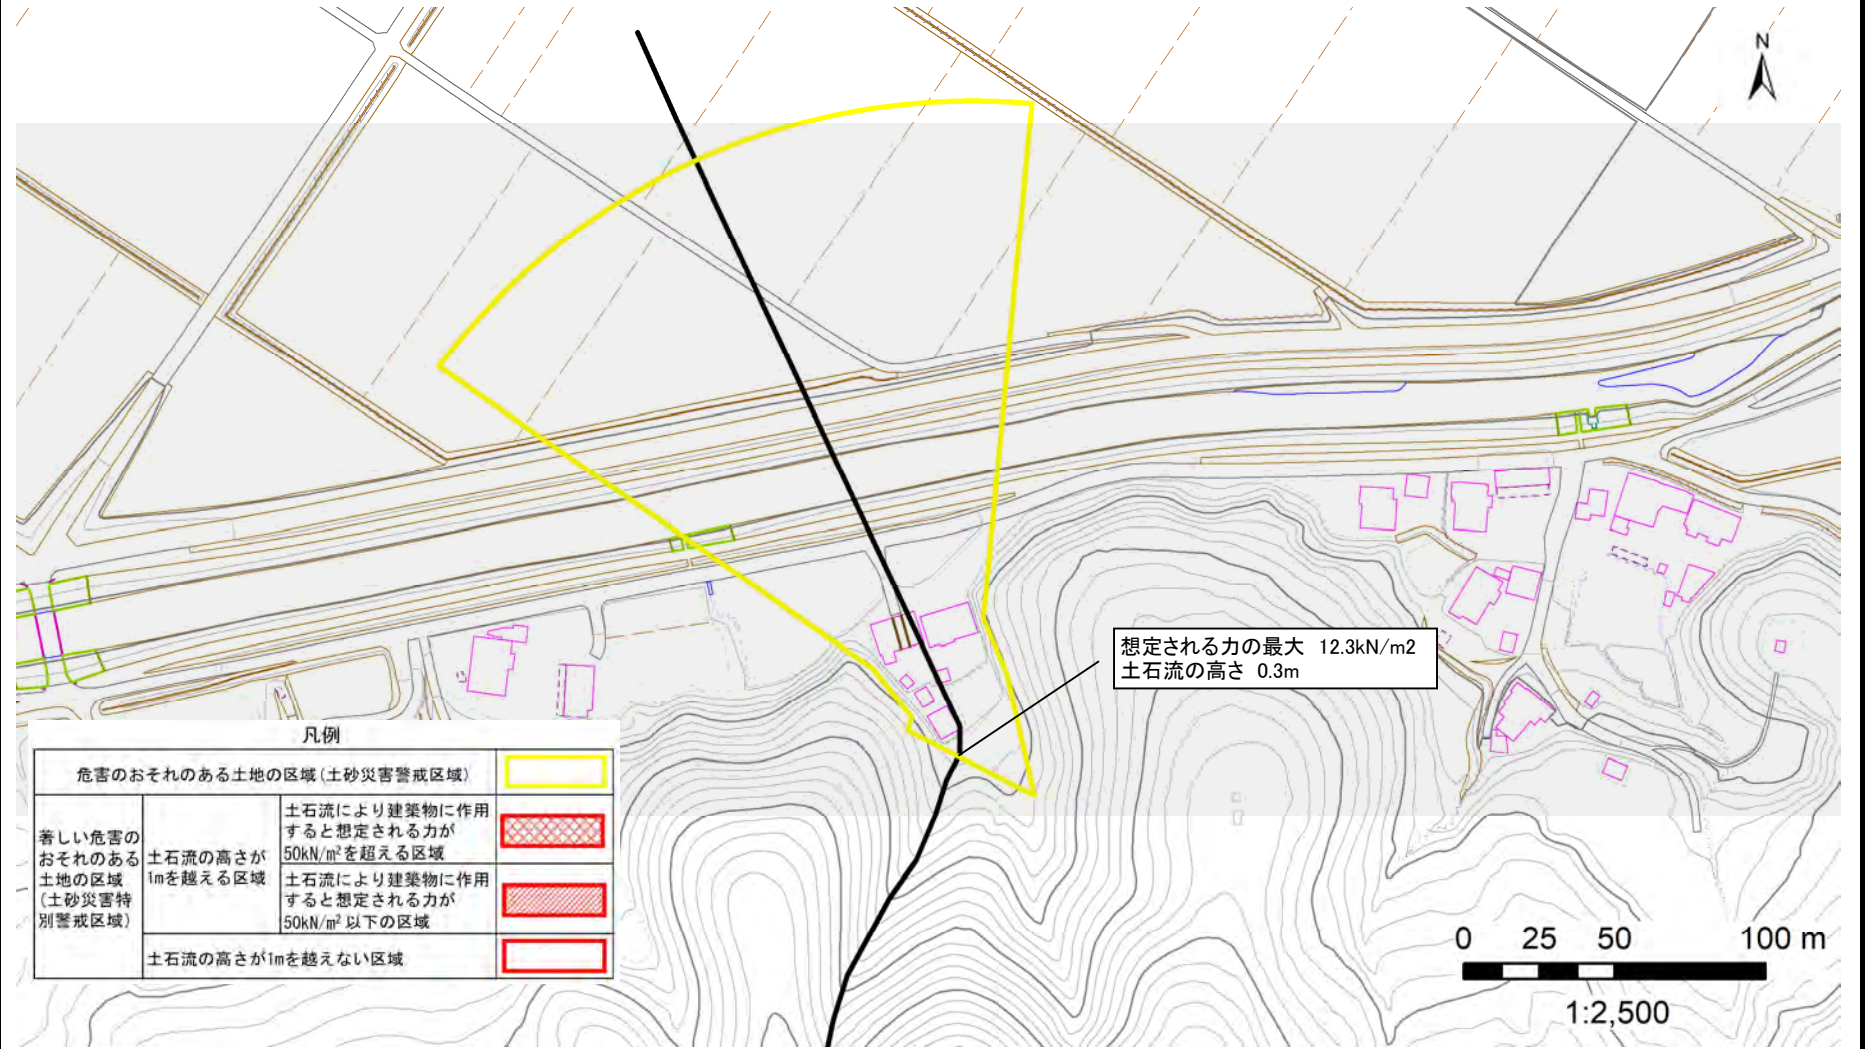 N
想定される力の最大 12.3kN/m2
土石流の高さ 0.3m
凡例
危害のおそれのある土地の区域(土砂災害警戒区域)
著しい危害の
おそれのある
土地の区域
(土砂災害特
別警戒区域)
土石流の高さが
1mを越える区域
土石流により建築物に作用
すると想定される力が
50kN/m²を超える区域
土石流により建築物に作用
すると想定される力が
50kN/m²以下の区域
土石流の高さが1mを越えない区域
0 25 50 100 m
1:2,500